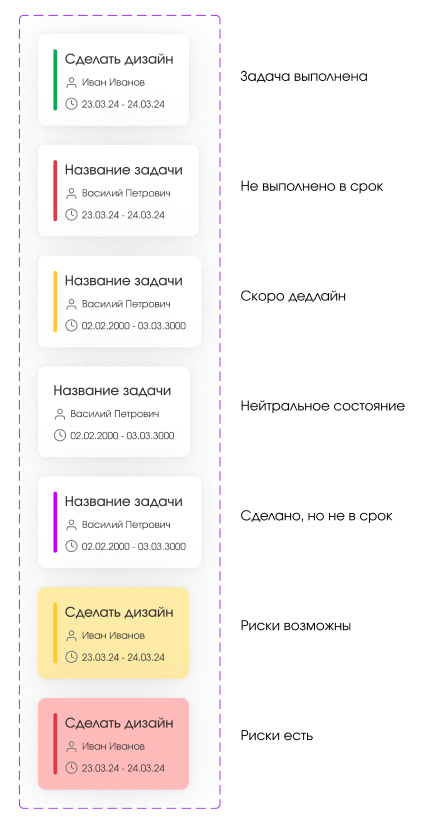 Сделать дизайн
Иван Иванов
23.03.24 - 24.03.24
Задача выполнена
Название задачи
Василий Петрович
23.03.24 - 24.03.24
Не выполнено в срок
Название задачи
Василий Петрович
02.02.2000 - 03.03.3000
Скоро дедлайн
Название задачи
Василий Петрович
02.02.2000 - 03.03.3000
Нейтральное состояние
Название задачи
Василий Петрович
02.02.2000 - 03.03.3000
Сделано, но не в срок
Сделать дизайн
Иван Иванов
23.03.24 - 24.03.24
Риски возможны
Сделать дизайн
Иван Иванов
23.03.24 - 24.03.24
Риски есть